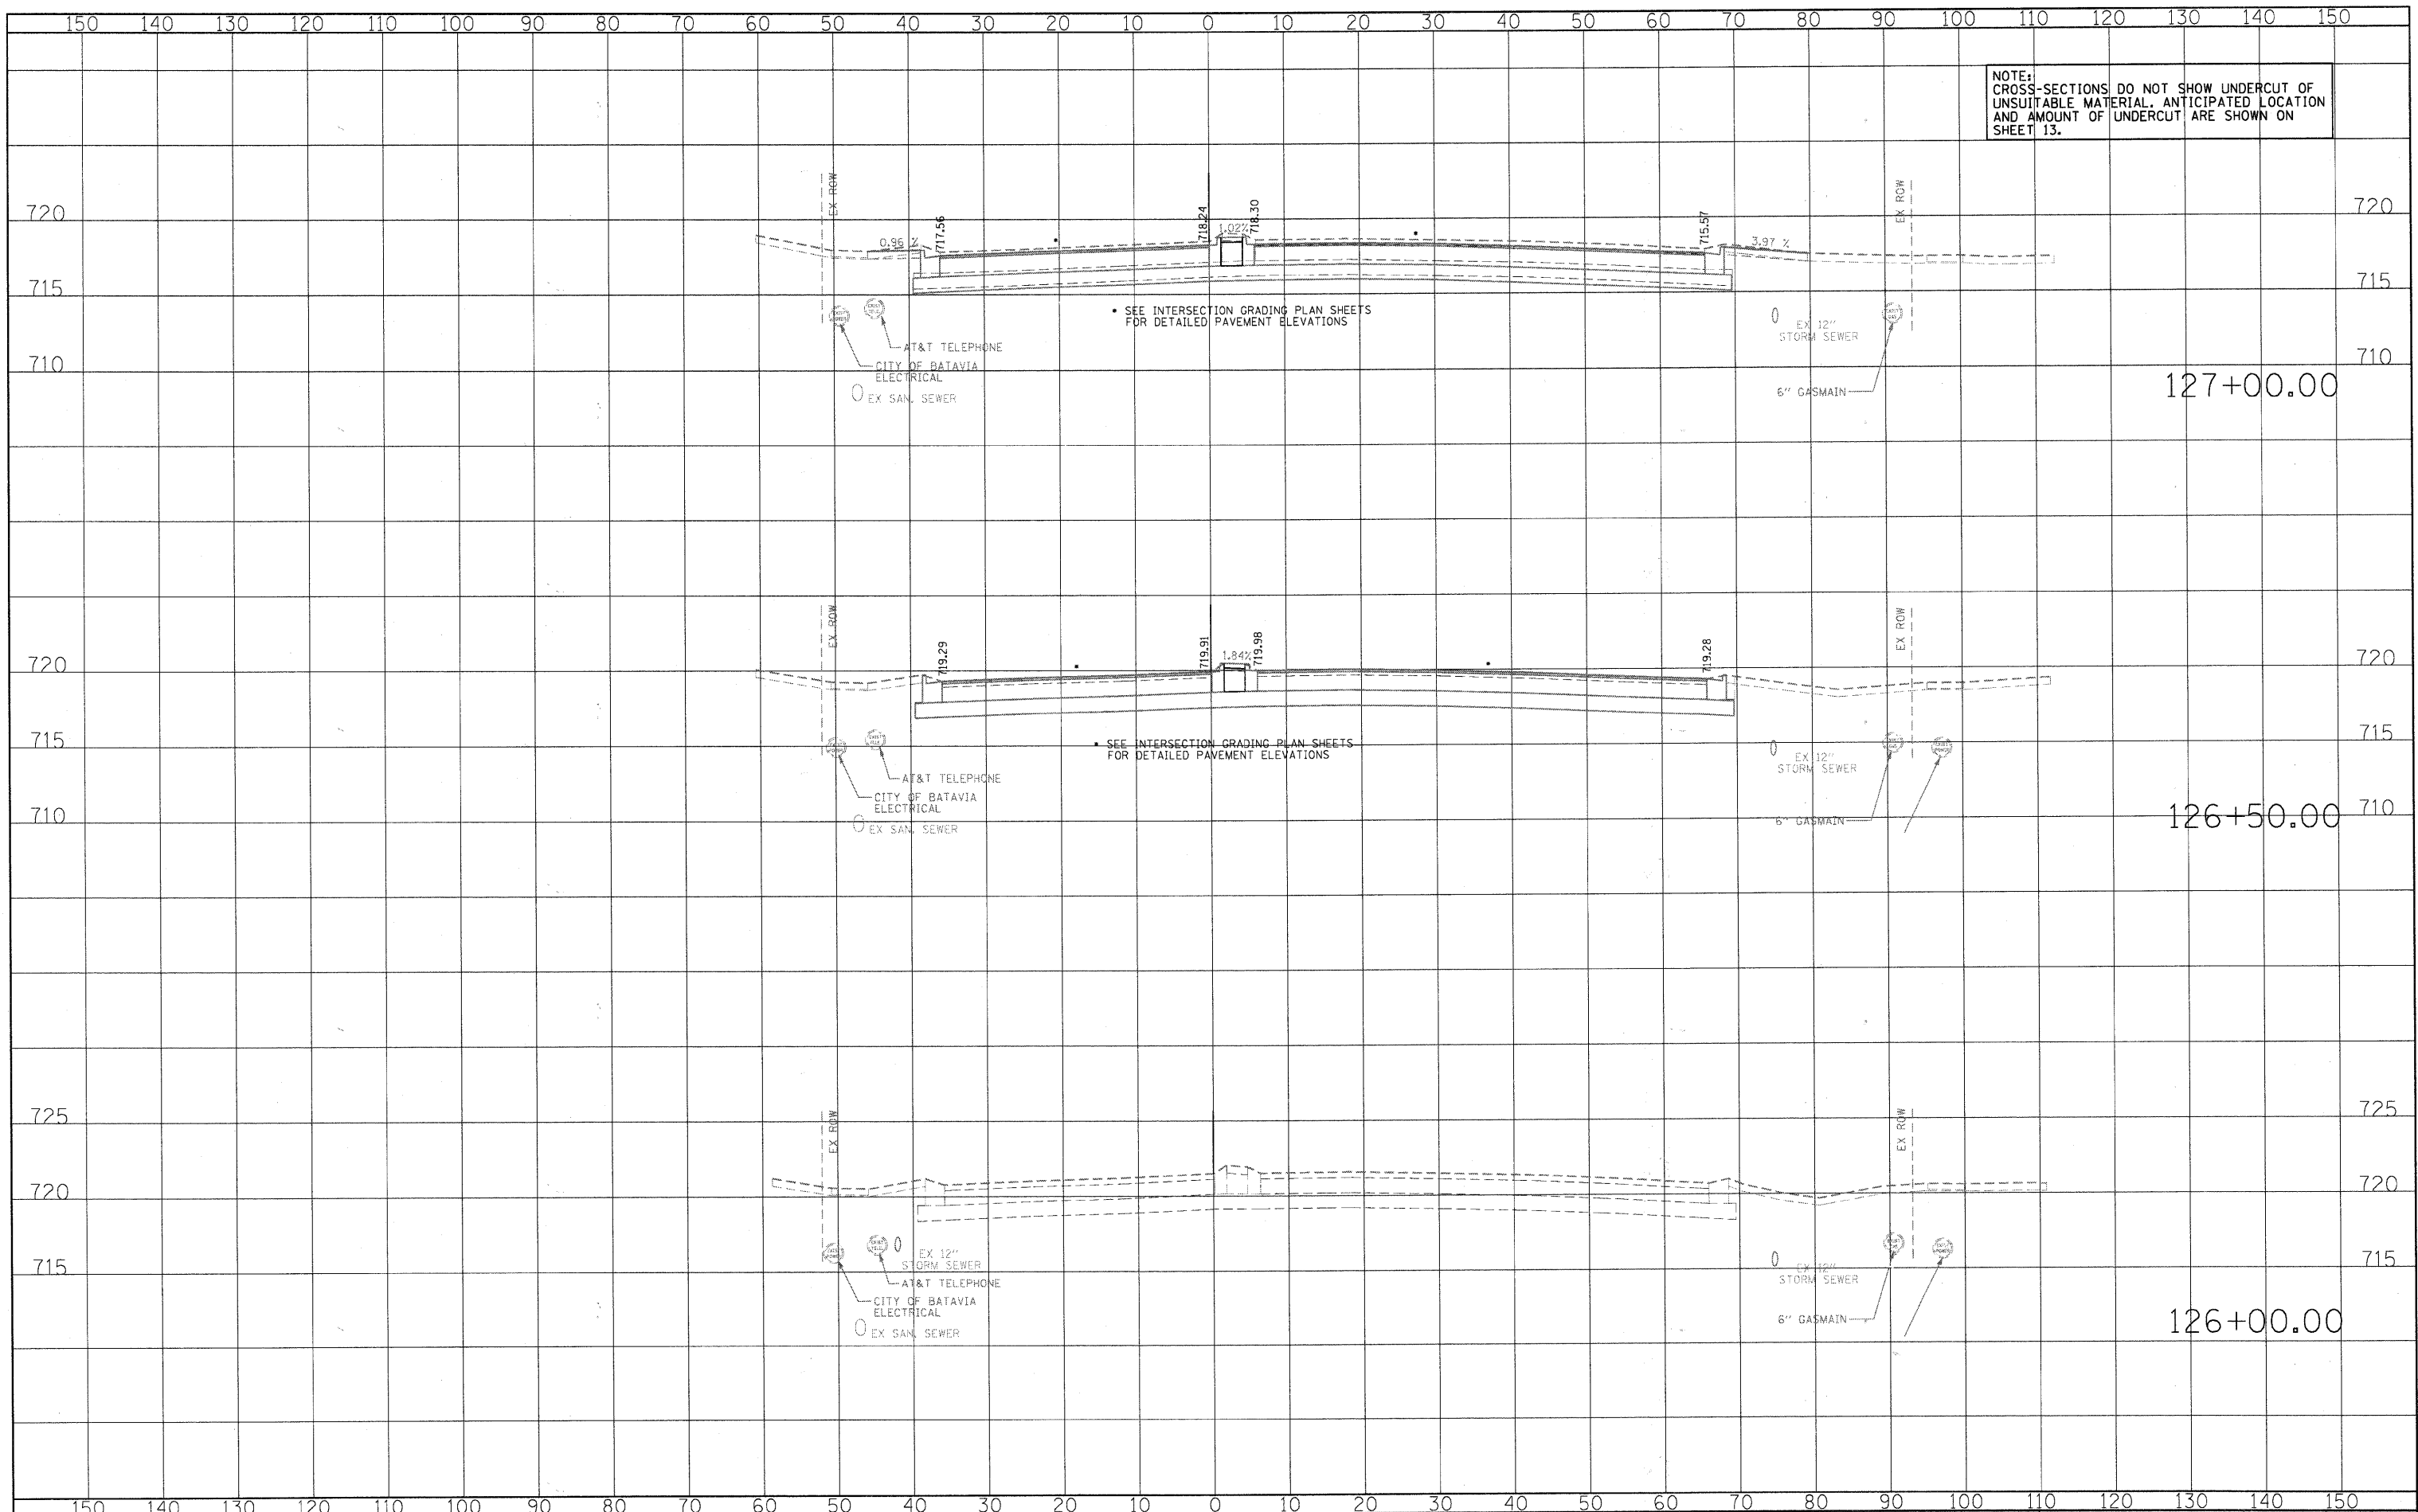 150 140 130 120 110 100 90 80 70 60 50 40 30 20 10 0 10 20 30 40 50 60 70 80 90 100 110 120 130 140 150
NOTE:
CROSS-SECTIONS DO NOT SHOW UNDERCUT OF
UNSUITABLE MATERIAL. ANTICIPATED LOCATION
AND AMOUNT OF UNDERCUT ARE SHOWN ON
SHEET 13.
EX ROW
EX ROW
720
0.96 %
717.56
718.24
1.02%
718.30
715.57
3.97 %
720
715
715
• SEE INTERSECTION GRADING PLAN SHEETS
FOR DETAILED PAVEMENT ELEVATIONS
AT&T TELEPHONE
CITY OF BATAVIA
ELECTRICAL
EX SAN. SEWER
EX 12"
STORM SEWER
6" GASMAIN
710
710
127+00.00
EX ROW
EX ROW
720
719.29
719.91
1.84%
719.98
719.28
720
715
715
• SEE INTERSECTION GRADING PLAN SHEETS
FOR DETAILED PAVEMENT ELEVATIONS
AT&T TELEPHONE
CITY OF BATAVIA
ELECTRICAL
EX SAN. SEWER
EX 12"
STORM SEWER
6" GASMAIN
710
126+50.00
710
725
EX ROW
EX ROW
725
720
720
715
EX 12"
STORM SEWER
AT&T TELEPHONE
CITY OF BATAVIA
ELECTRICAL
EX SAN. SEWER
EX 12"
STORM SEWER
6" GASMAIN
715
126+00.00
150 140 130 120 110 100 90 80 70 60 50 40 30 20 10 0 10 20 30 40 50 60 70 80 90 100 110 120 130 140 150